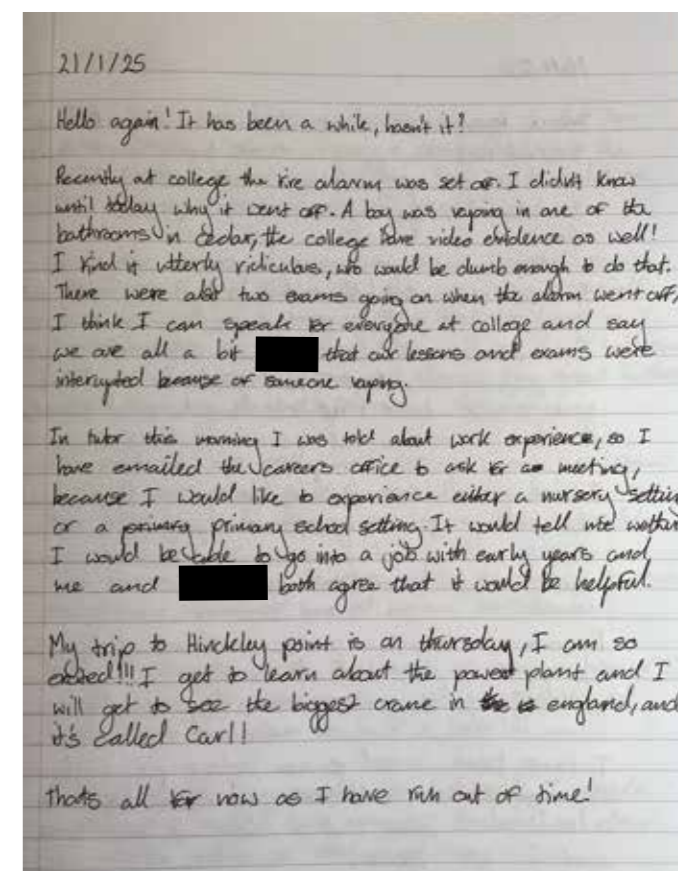 21/1/25
Hello again! It has been a while, hasn't it?
Recently at college the fire alarm was set off. I didn't know
until today why it went off. A boy was vaping in one of the
bathrooms in Cedar, the college have video evidence as well!
I find it utterly ridiculous, who would be dumb enough to do that.
There were also two exams going on when the alarm went off,
I think I can speak for everyone at college and say
we are all a bit that our lessons and exams were
interupted because of someone vaping.
In tutor this morning I was told about work experience, so I
have emailed the careers office to ask for a meeting,
because I would like to experience either a nursery settin
or a primary school setting. It would tell me
I would be able to go into a job with early years and
me and both agree that it would be helpful.
My trip to Hinckley point is on thursday, I am so
excited!!! I get to learn about the power plant and I
will get to see the biggest crane in england, and
it's called Carl!
Thats all for now as I have run out of time!